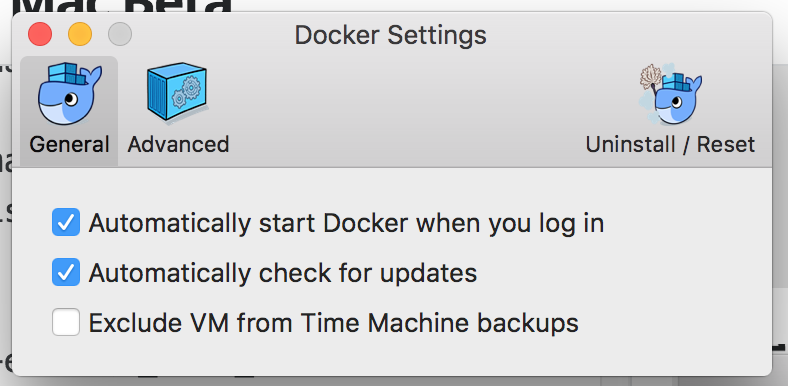 Mac Beta
Docker Settings
General
Advanced
Uninstall / Reset
Automatically start Docker when you log in
Automatically check for updates
Exclude VM from Time Machine backups